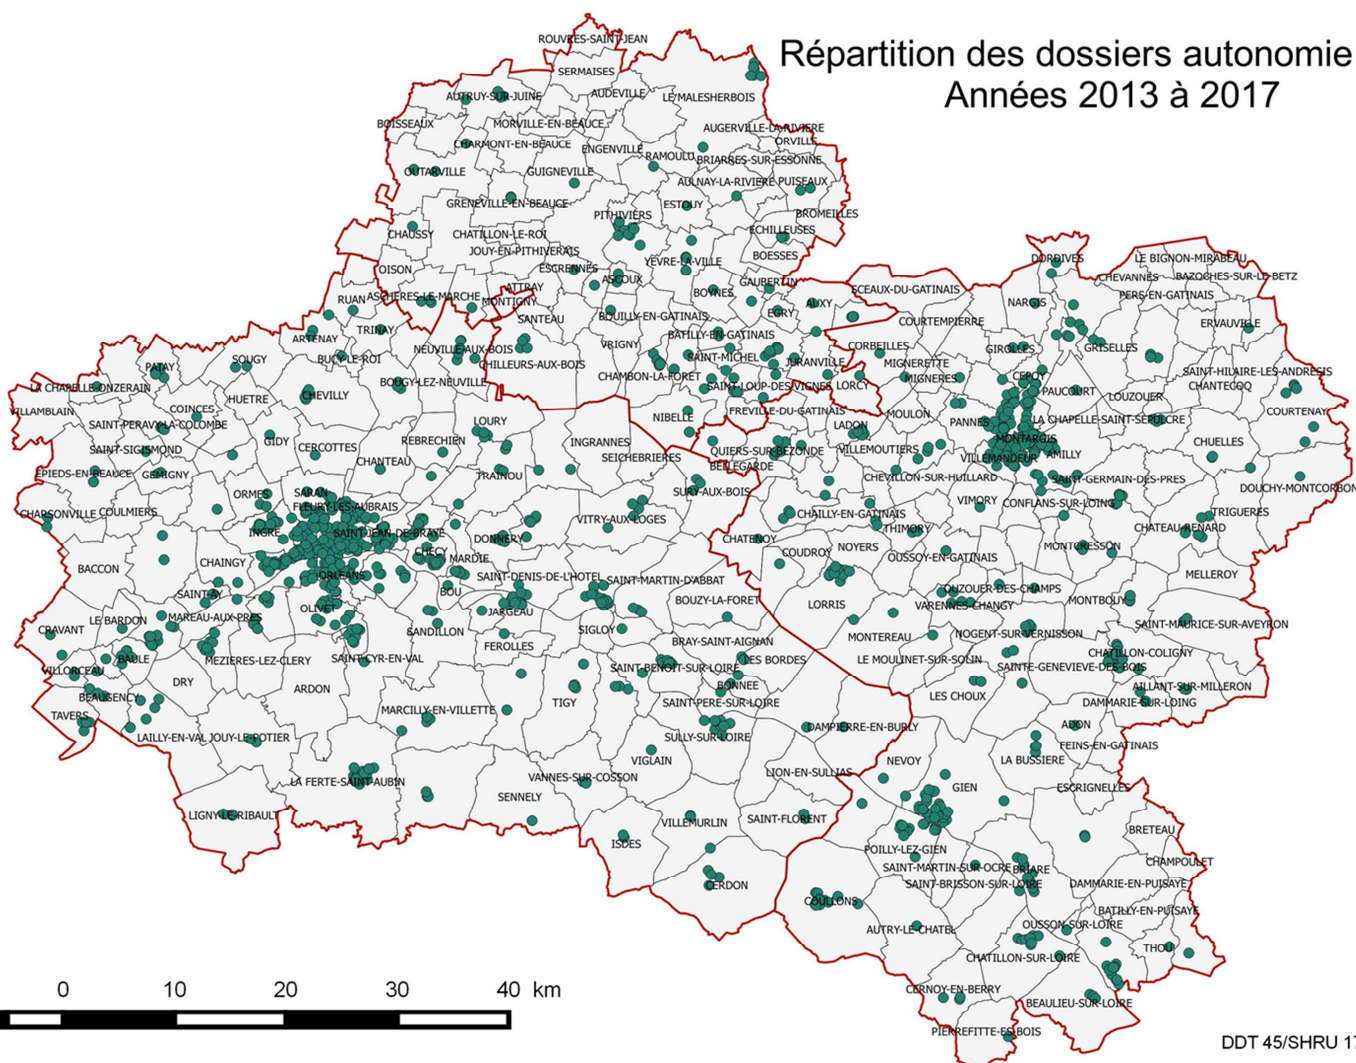 Répartition des dossiers autonomie
Années 2013 à 2017
ROUVRES-SAINT-JEAN
SERMAISES
AUTRUY-SUR-JUINE
AUDEVILLE
LE MALESHERBOIS
BOISSEAUX
MORVILLE-EN-BEAUCE
AUGERVILLE-LA-RIVIERE
ORVILLE
CHARMONT-EN-BEAUCE
ENGENVILLE
RAMOULU
BRIARRES-SUR-ESSONNE
OUTARVILLE
GUIGNEVILLE
AULNAY-LA-RIVIERE
PUISEAUX
GRENEVILLE-EN-BEAUCE
ESTOUY
PITHIVIERS
BROMEILLES
CHAUSSY
CHATILLON-LE-ROI
ECHILLEUSES
JOUY-EN-PITHIVERAIS
BOESSES
OISON
ESCRENNES
YEVRE-LA-VILLE
ASCOUX
DORDIVES
LE BIGNON-MIRABEAU
CHEVANNES
BAZOCHES-SUR-LE-BETZ
ATTRAY
BOYNES
GAUBERTIN
SCEAUX-DU-GATINAIS
RUAN
ASCHERES-LE-MARCHE
MONTIGNY
AUXY
NARGIS
PERS-EN-GATINAIS
SANTEAU
BOUILLY-EN-GATINAIS
EGRY
COURTEMPIERRE
ERVAUVILLE
ARTENAY
TRINAY
BATILLY-EN-GATINAIS
VRIGNY
CORBEILLES
GIROLLES
GRISELLES
NEUVILLE-AUX-BOIS
SAINT-MICHEL
JURANVILLE
MIGNERETTE
SOUGY
BUCY-LE-ROI
CHILLEURS-AUX-BOIS
PATAY
CHAMBON-LA-FORET
MIGNERES
CEPOY
SAINT-HILAIRE-LES-ANDRESIS
LA CHAPELLE-ONZERAIN
BOUGY-LEZ-NEUVILLE
SAINT-LOUP-DES-VIGNES
LORCY
PAUCOURT
CHANTECOQ
HUETRE
CHEVILLY
LOUZOUER
VILLAMBLAIN
COINCES
NIBELLE
FREVILLE-DU-GATINAIS
MOULON
COURTENAY
SAINT-PERAVY-LA-COLOMBE
LOURY
LADON
PANNES
LA CHAPELLE-SAINT-SEPULCRE
GIDY
CERCOTTES
REBRECHIEN
INGRANNES
MONTARGIS
CHUELLES
SAINT-SIGISMOND
QUIERS-SUR-BEZONDE
VILLEMOUTIERS
CHANTEAU
SEICHEBRIERES
BELLEGARDE
VILLEMANDEUR
AMILLY
EPIEDS-EN-BEAUCE
GEMIGNY
TRAINOU
CHEVILLON-SUR-HUILLARD
SAINT-GERMAIN-DES-PRES
ORMES
SARAN
SURY-AUX-BOIS
DOUCHY-MONTCORBON
VIMORY
CONFLANS-SUR-LOING
CHARSONVILLE
COULMIERS
FLEURY-LES-AUBRAIS
VITRY-AUX-LOGES
CHAILLY-EN-GATINAIS
TRIGUERES
INGRE
SAINT-JEAN-DE-BRAYE
DONNERY
CHATENOY
THIMORY
CHATEAU-RENARD
CHECY
COUDROY
NOYERS
MONTCRESSON
BACCON
CHAINGY
MARDIE
OUSSOY-EN-GATINAIS
ORLEANS
SAINT-DENIS-DE-L'HOTEL
SAINT-MARTIN-D'ABBAT
MELLEROY
SAINT-AY
BOU
OUZOUER-DES-CHAMPS
BOUZY-LA-FORET
LORRIS
VARENNES-CHANGY
MONTBOUY
OLIVET
JARGEAU
LE BARDON
MAREAU-AUX-PRES
SAINT-MAURICE-SUR-AVEYRON
CRAVANT
SANDILLON
SIGLOY
MONTEREAU
NOGENT-SUR-VERNISSON
FEROLLES
BRAY-SAINT-AIGNAN
BAULE
MEZIERES-LEZ-CLERY
SAINT-CYR-EN-VAL
LES BORDES
LE MOULINET-SUR-SOLIN
CHATILLON-COLIGNY
VILLORCEAU
SAINT-BENOIT-SUR-LOIRE
SAINTE-GENEVIEVE-DES-BOIS
DRY
ARDON
BONNEE
AILLANT-SUR-MILLERON
BEAUGENCY
TIGY
SAINT-PERE-SUR-LOIRE
LES CHOUX
DAMMARIE-SUR-LOING
TAVERS
MARCILLY-EN-VILLETTE
DAMPIERRE-EN-BURLY
ADON
LAILLY-EN-VAL
JOUY-LE-POTIER
SULLY-SUR-LOIRE
FEINS-EN-GATINAIS
VIGLAIN
NEVOY
LA BUSSIERE
LA FERTE-SAINT-AUBIN
VANNES-SUR-COSSON
LION-EN-SULLIAS
GIEN
ESCRIGNELLES
SENNELY
LIGNY-LE-RIBAULT
VILLEMURLIN
SAINT-FLORENT
BRETEAU
ISDES
POILLY-LEZ-GIEN
CHAMPOULET
SAINT-MARTIN-SUR-OCRE
BRIARE
CERDON
SAINT-BRISSON-SUR-LOIRE
DAMMARIE-EN-PUISAYE
COULLONS
BATILLY-EN-PUISAYE
AUTRY-LE-CHATEL
OUSSON-SUR-LOIRE
THOU
CHATILLON-SUR-LOIRE
CERNOY-EN-BERRY
BEAULIEU-SUR-LOIRE
PIERREFITTE-ES-BOIS
0 10 20 30 40 km
DDT 45/SHRU 17